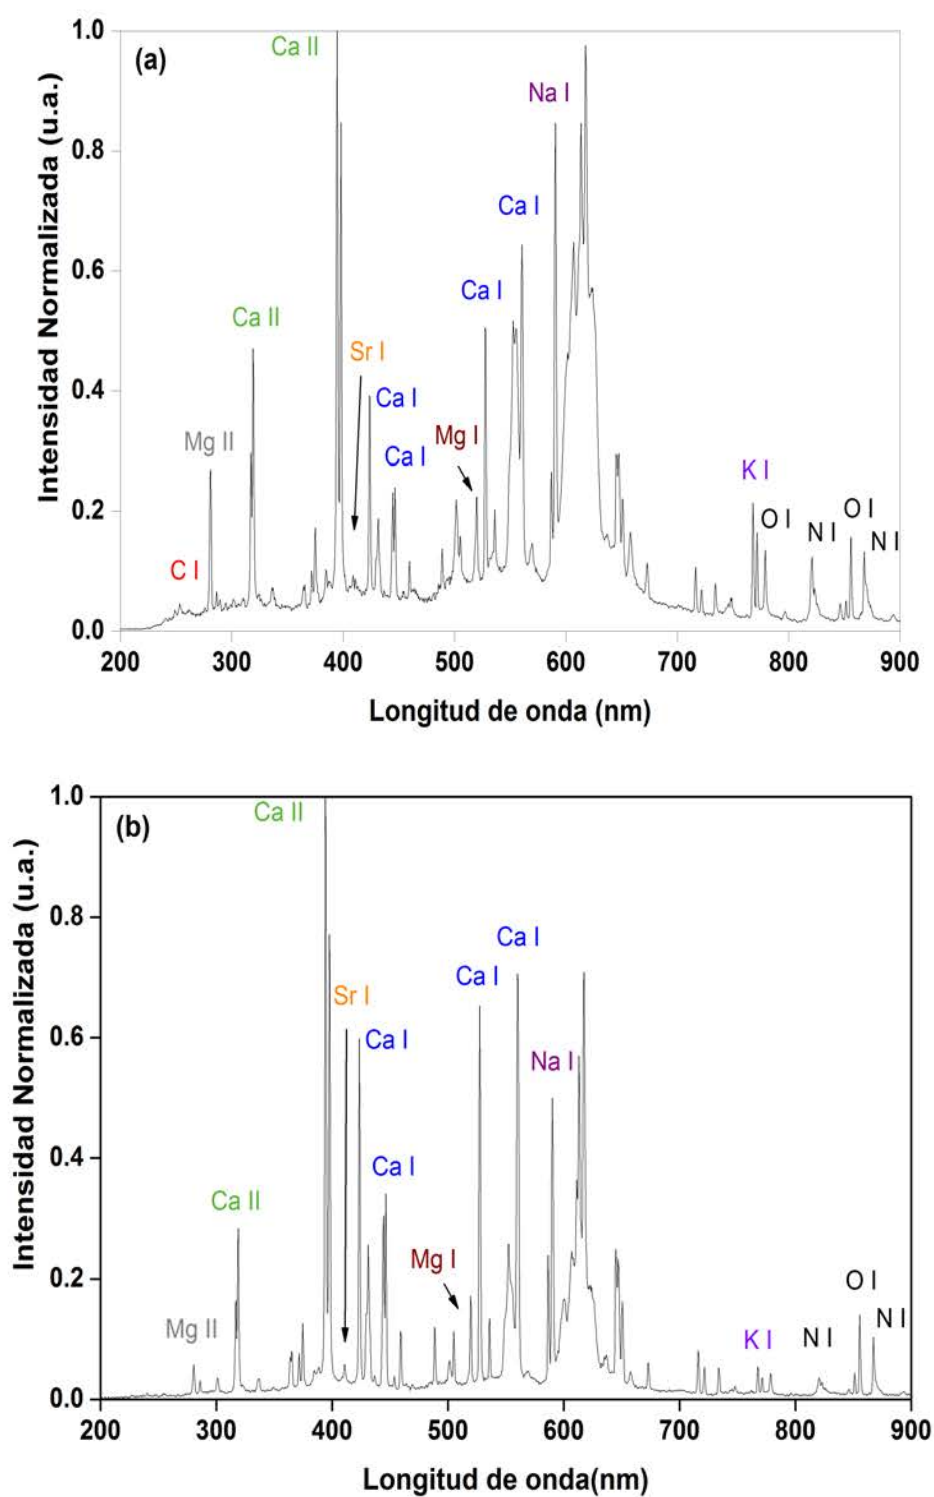 (a)
Intensidad Normalizada (u.a.)
1.0
0.8
0.6
0.4
0.2
0.0
Ca II
Na I
Ca I
Ca I
Ca II
Sr I
Ca I
Mg II
Mg I
Ca I
K I
O I
O I
N I
N I
C I
200 300 400 500 600 700 800 900
Longitud de onda (nm)
(b)
Intensidad Normalizada (u.a.)
1.0
0.8
0.6
0.4
0.2
0.0
Ca II
Ca I
Ca I
Sr I
Ca I
Na I
Ca I
Ca II
Mg I
O I
Mg II
K I
N I
N I
200 300 400 500 600 700 800 900
Longitud de onda(nm)